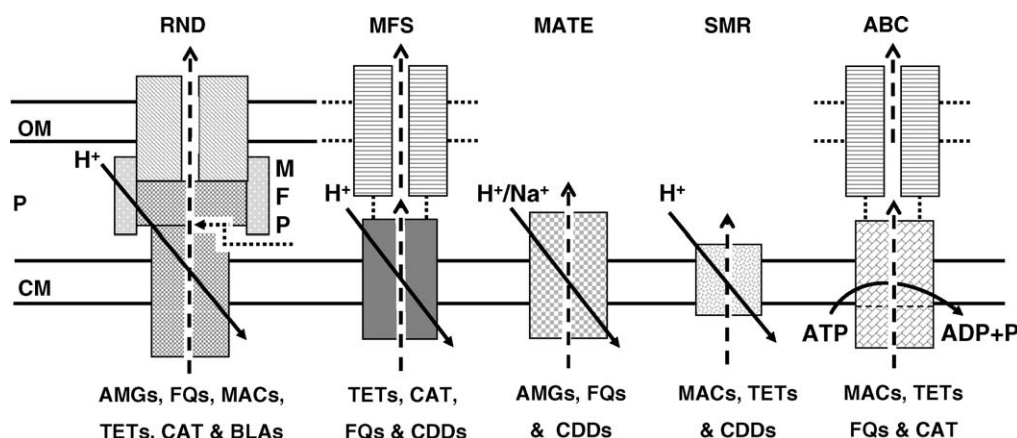 RND MFS MATE SMR ABC
OM
H⁺ M
F
P P
H⁺ H⁺/Na⁺ H⁺
CM
ATP ADP+P
AMGs, FQs, MACs,
TETs, CAT & BLAs
TETs, CAT,
FQs & CDDs
AMGs, FQs
& CDDs
MACs, TETs
& CDDs
MACs, TETs
FQs & CAT